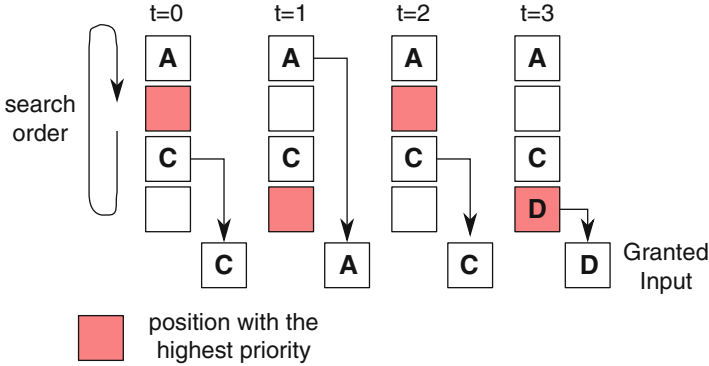 t=0 t=1 t=2 t=3
A A A A
search
order
C C C C
D
C A C D
Granted
Input
position with the
highest priority